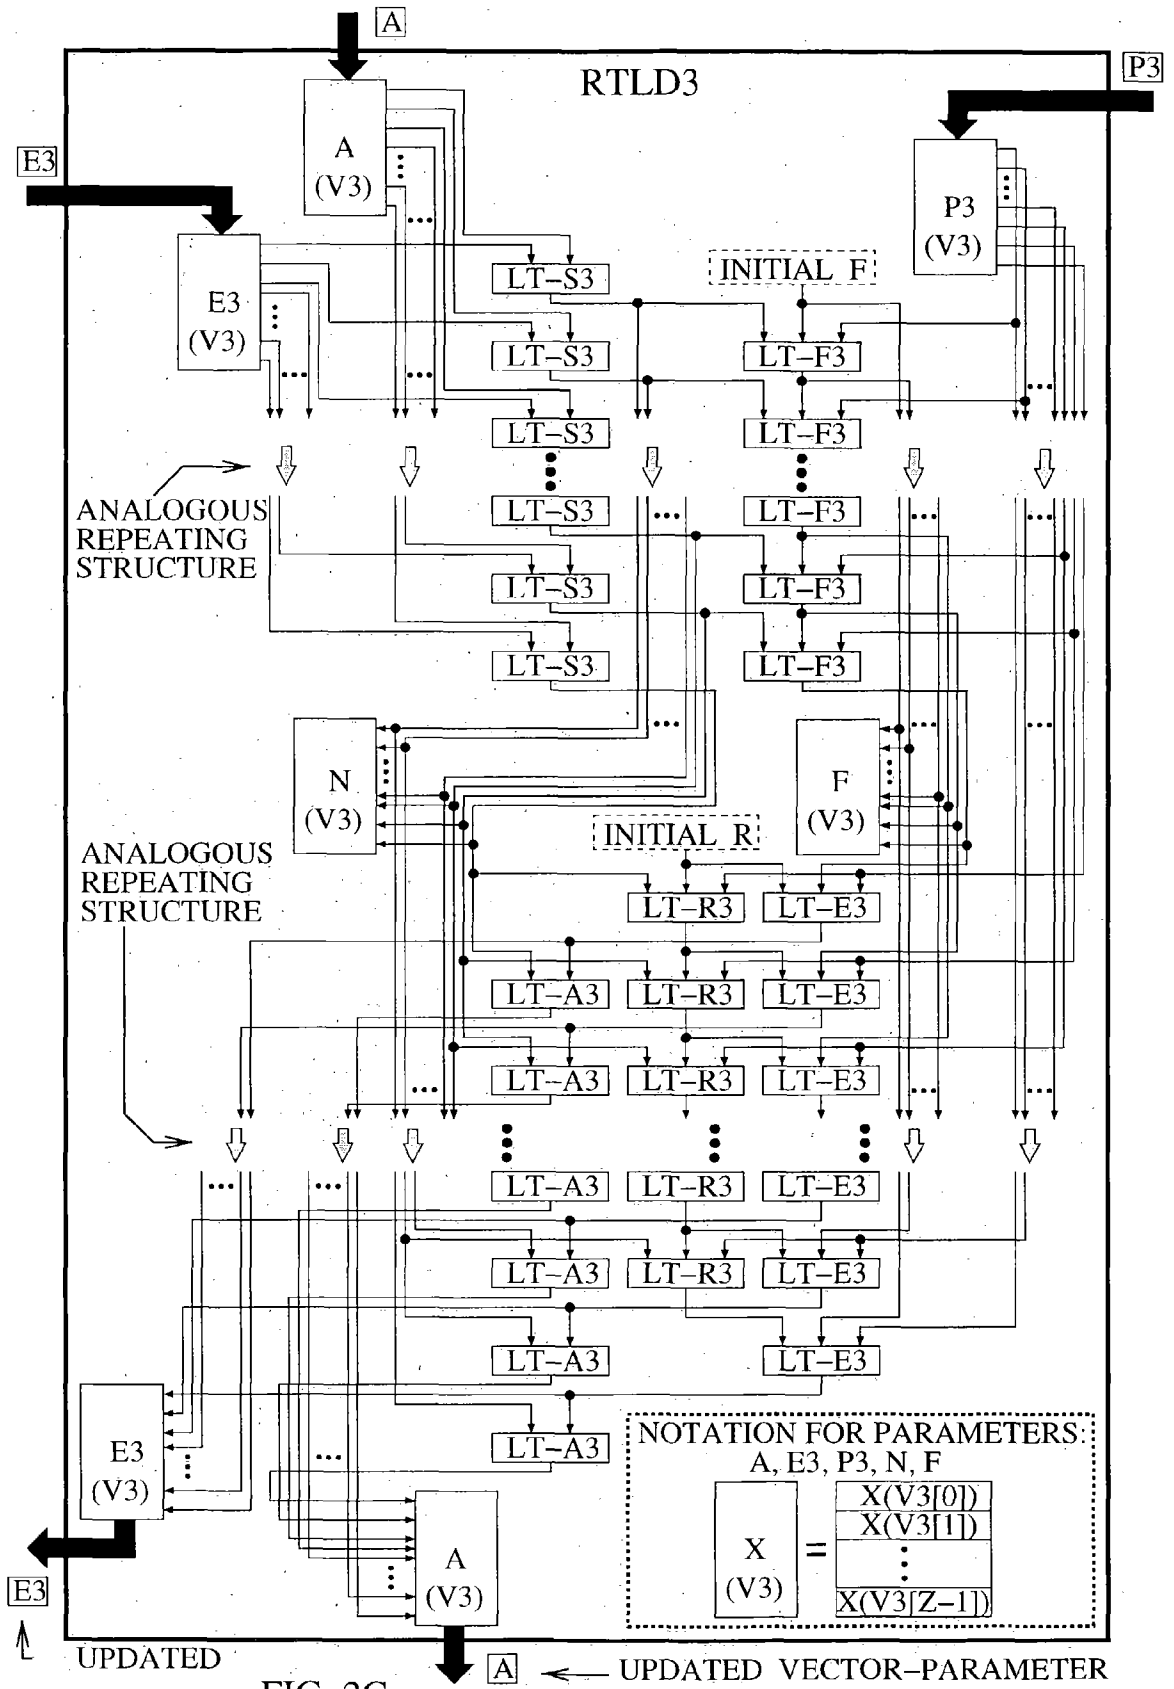 A
RTLD3
P3
E3
A
(V3)
P3
(V3)
E3
(V3)
LT–S3
INITIAL F
LT–S3
LT–F3
LT–S3
LT–F3
ANALOGOUS
REPEATING
STRUCTURE
LT–S3
LT–F3
LT–S3
LT–F3
LT–S3
LT–F3
N
(V3)
F
(V3)
INITIAL R
ANALOGOUS
REPEATING
STRUCTURE
LT–R3
LT–E3
LT–A3
LT–R3
LT–E3
LT–A3
LT–R3
LT–E3
LT–A3
LT–R3
LT–E3
LT–A3
LT–R3
LT–E3
LT–A3
LT–E3
LT–A3
E3
(V3)
A
(V3)
NOTATION FOR PARAMETERS:
A, E3, P3, N, F
X
(V3)
=
X(V3[0])
X(V3[1])
X(V3[Z–1])
E3
UPDATED
A
UPDATED VECTOR–PARAMETER